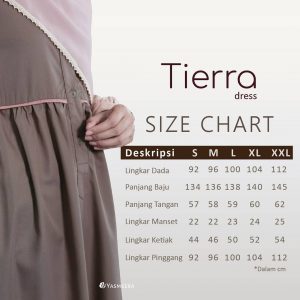 Tierra
dress
SIZE CHART
Deskripsi S M L XL XXL
Lingkar Dada 92 96 100 104 112
Panjang Baju 134 136 138 140 145
Panjang Tangan 57 58 59 60 62
Lingkar Manset 22 22 23 24 25
Lingkar Ketiak 44 46 50 52 54
Lingkar Pinggang 92 96 100 104 112
*Dalam cm
YASMEERA